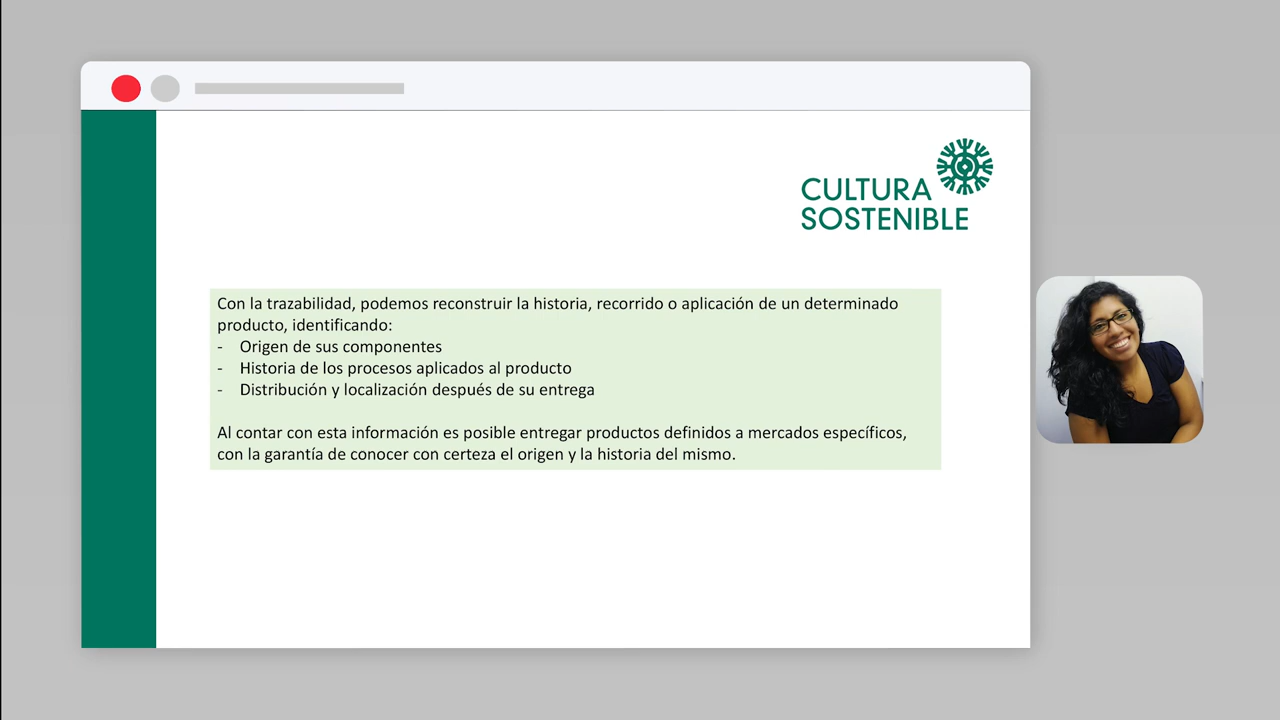 CULTURA
SOSTENIBLE
Con la trazabilidad, podemos reconstruir la historia, recorrido o aplicación de un determinado
producto, identificando:
- Origen de sus componentes
- Historia de los procesos aplicados al producto
- Distribución y localización después de su entrega
Al contar con esta información es posible entregar productos definidos a mercados específicos,
con la garantía de conocer con certeza el origen y la historia del mismo.